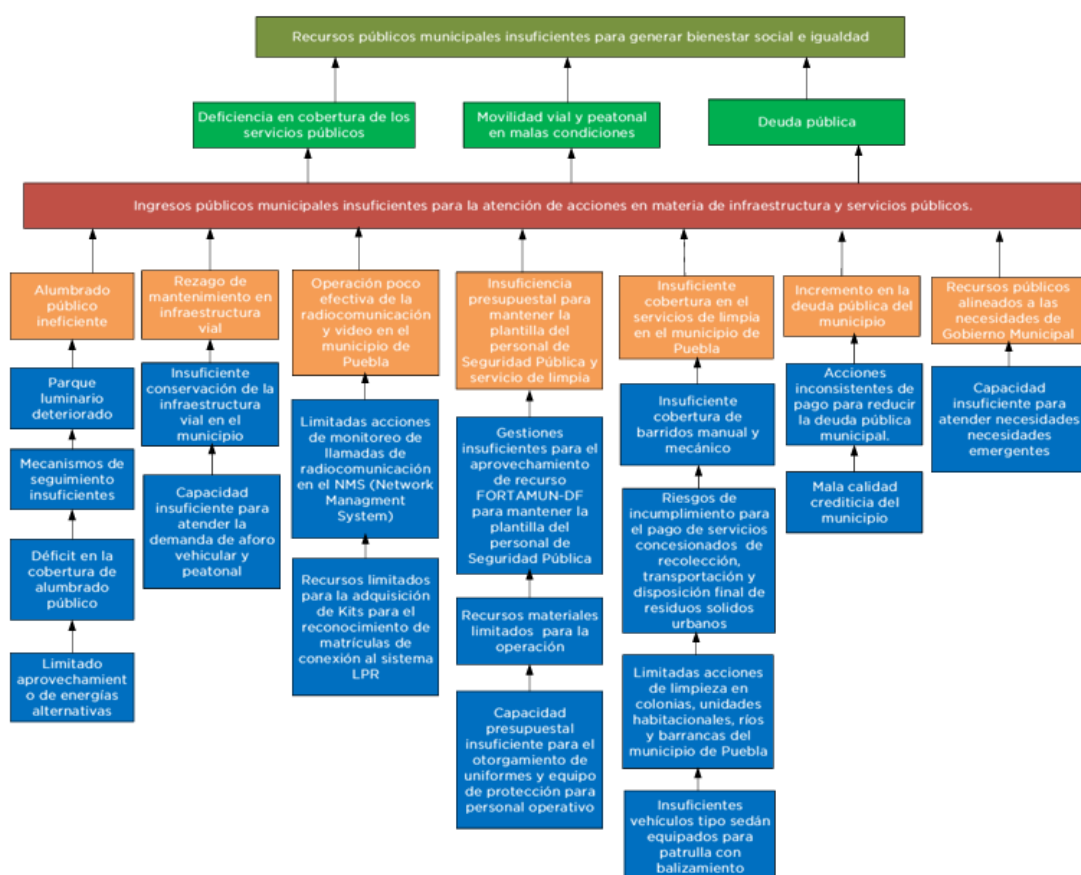 Recursos públicos municipales insuficientes para generar bienestar social e igualdad
Deficiencia en cobertura de los
servicios públicos
Movilidad vial y peatonal
en malas condiciones
Deuda pública
Ingresos públicos municipales insuficientes para la atención de acciones en materia de infraestructura y servicios públicos.
Alumbrado
público
ineficiente
Parque
luminario
deteriorado
Mecanismos de
seguimiento
insuficientes
Déficit en la
cobertura de
alumbrado
público
Limitado
aprovechamient
o de energías
alternativas
Rezago de
mantenimiento en
infraestructura
vial
Insuficiente
conservación de la
infraestructura
vial en el
municipio
Capacidad
insuficiente para
atender la
demanda de aforo
vehicular y
peatonal
Operación poco
efectiva de la
radiocomunicación
y video en el
municipio de
Puebla
Limitadas acciones
de monitoreo de
llamadas de
radiocomunicación
en el NMS (Network
Managment
System)
Recursos limitados
para la adquisición
de Kits para el
reconocimiento de
matrículas de
conexión al sistema
LPR
Insuficiencia
presupuestal para
mantener la
plantilla del
personal de
Seguridad Pública y
servicio de limpia
Gestiones
insuficientes para el
aprovechamiento de
recurso
FORTAMUN-DF
para mantener la
plantilla del
personal de
Seguridad Pública
Recursos materiales
limitados para la
operación
Capacidad
presupuestal
insuficiente para el
otorgamiento de
uniformes y equipo
de protección para
personal operativo
Insuficiente
cobertura en el
servicios de limpia
en el municipio de
Puebla
Insuficiente
cobertura de
barridos manual y
mecánico
Riesgos de
incumplimiento para
el pago de servicios
concesionados de
recolección,
transportación y
disposición final de
residuos solidos
urbanos
Limitadas acciones
de limpieza en
colonias, unidades
habitacionales, ríos
y barrancas del
municipio de Puebla
Insuficientes
vehículos tipo sedán
equipados para
patrulla con
balizamiento
Incremento en la
deuda pública del
municipio
Acciones
inconsistentes de
pago para reducir
la deuda pública
municipal.
Mala calidad
crediticia del
municipio
Recursos públicos
alineados a las
necesidades de
Gobierno Municipal
Capacidad
insuficiente para
atender necesidades
necesidades
emergentes